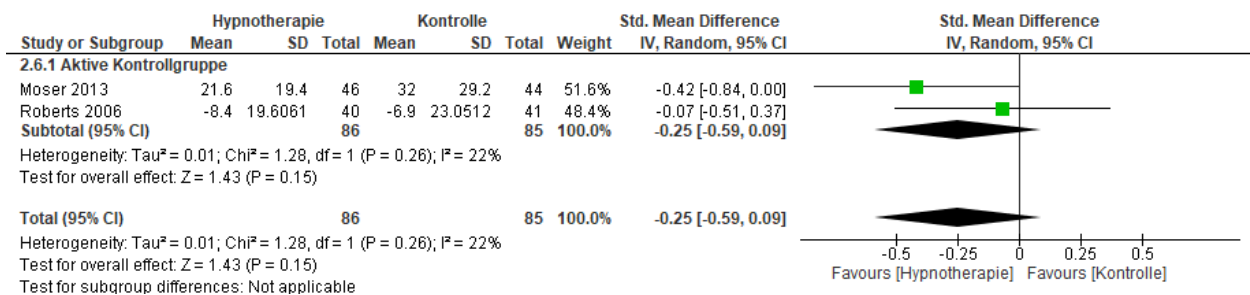 Hypnotherapie Kontrolle Std. Mean Difference Std. Mean Difference
Study or Subgroup Mean SD Total Mean SD Total Weight IV, Random, 95% CI IV, Random, 95% CI
2.6.1 Aktive Kontrollgruppe
Moser 2013 21.6 19.4 46 32 29.2 44 51.6% -0.42 [-0.84, 0.00]
Roberts 2006 -8.4 19.6061 40 -6.9 23.0512 41 48.4% -0.07 [-0.51, 0.37]
Subtotal (95% CI) 86 85 100.0% -0.25 [-0.59, 0.09]
Heterogeneity: Tau² = 0.01; Chi² = 1.28, df = 1 (P = 0.26); I² = 22%
Test for overall effect: Z = 1.43 (P = 0.15)
Total (95% CI) 86 85 100.0% -0.25 [-0.59, 0.09]
Heterogeneity: Tau² = 0.01; Chi² = 1.28, df = 1 (P = 0.26); I² = 22%
Test for overall effect: Z = 1.43 (P = 0.15)
Test for subgroup differences: Not applicable
-0.5 -0.25 0 0.25 0.5
Favours [Hypnotherapie] Favours [Kontrolle]